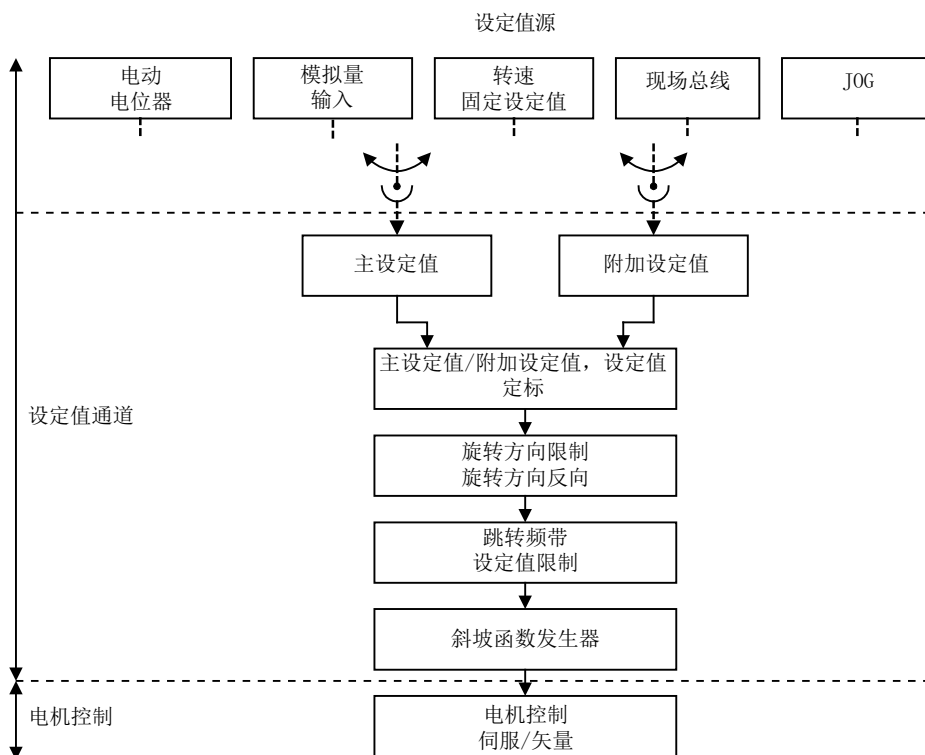 设定值源
电动
电位器
模拟量
输入
转速
固定设定值
现场总线
JOG
主设定值
附加设定值
主设定值/附加设定值，设定值
定标
设定值通道
旋转方向限制
旋转方向反向
跳转频带
设定值限制
斜坡函数发生器
电机控制
电机控制
伺服/矢量